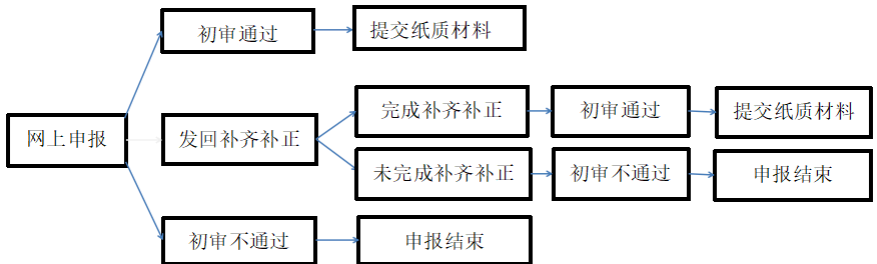 初审通过
提交纸质材料
网上申报
发回补齐补正
完成补齐补正
初审通过
提交纸质材料
未完成补齐补正
初审不通过
申报结束
初审不通过
申报结束